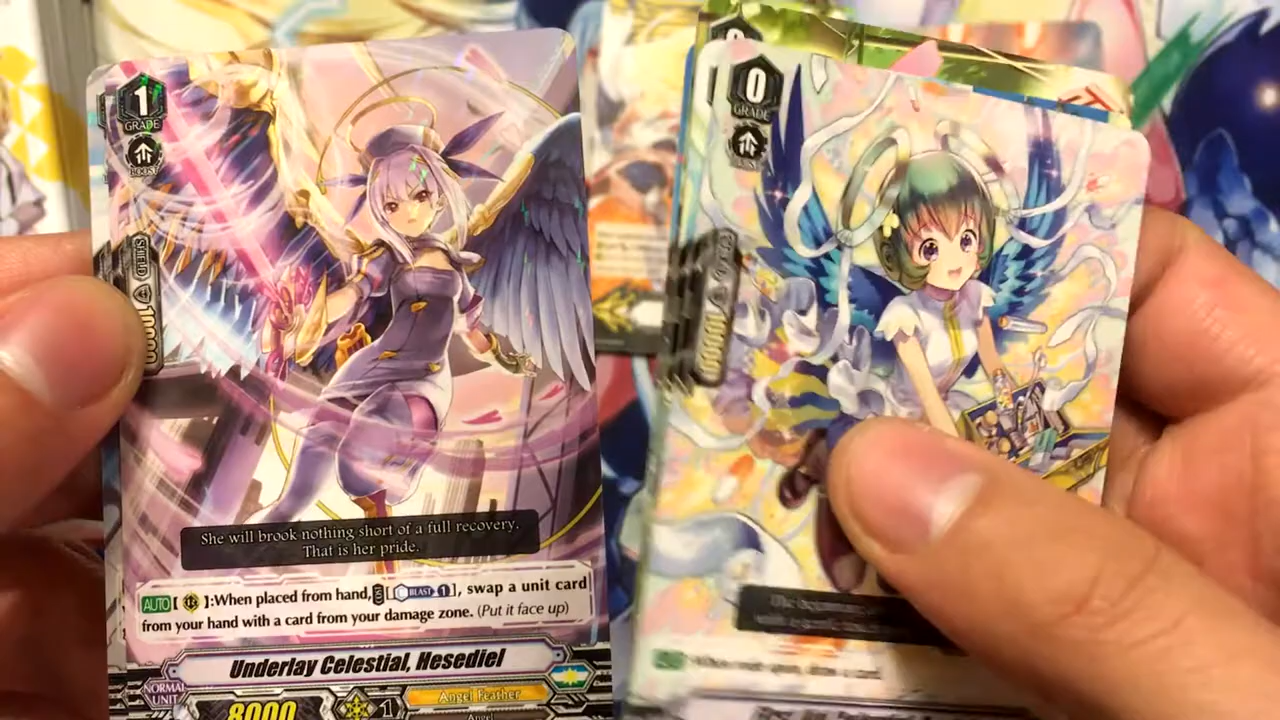 1
GRADE
BOOST
SHIELD
10000
She will brook nothing short of a full recovery.
That is her pride.
AUTO [ ]:When placed from hand, [ BLAST 1 ], swap a unit card
from your hand with a card from your damage zone. (Put it face up)
Underlay Celestial, Hesediel
NORMAL
UNIT
8000
1
Angel Feather
Angel
0
GRADE
10000